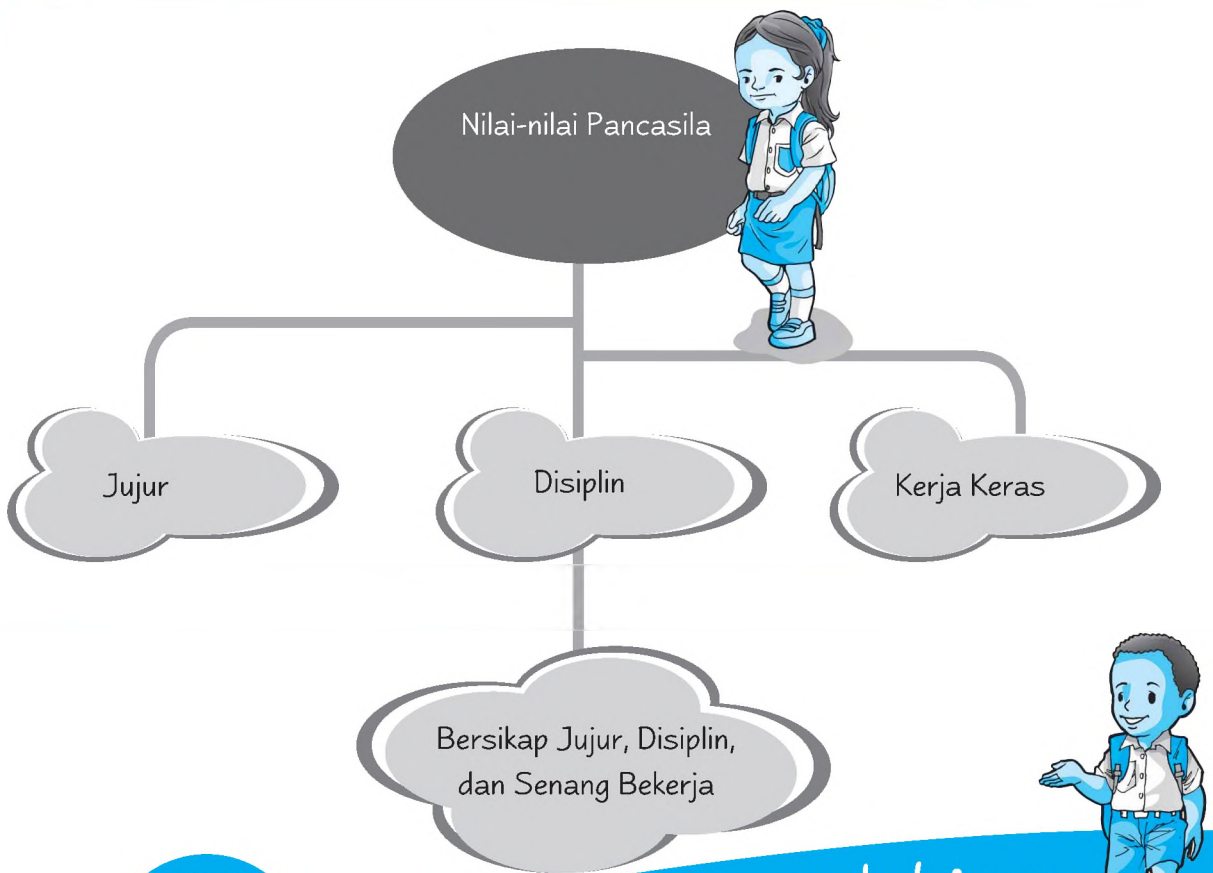 Nilai-nilai Pancasila
Jujur
Disiplin
Kerja Keras
Bersikap Jujur, Disiplin,
dan Senang Bekerja